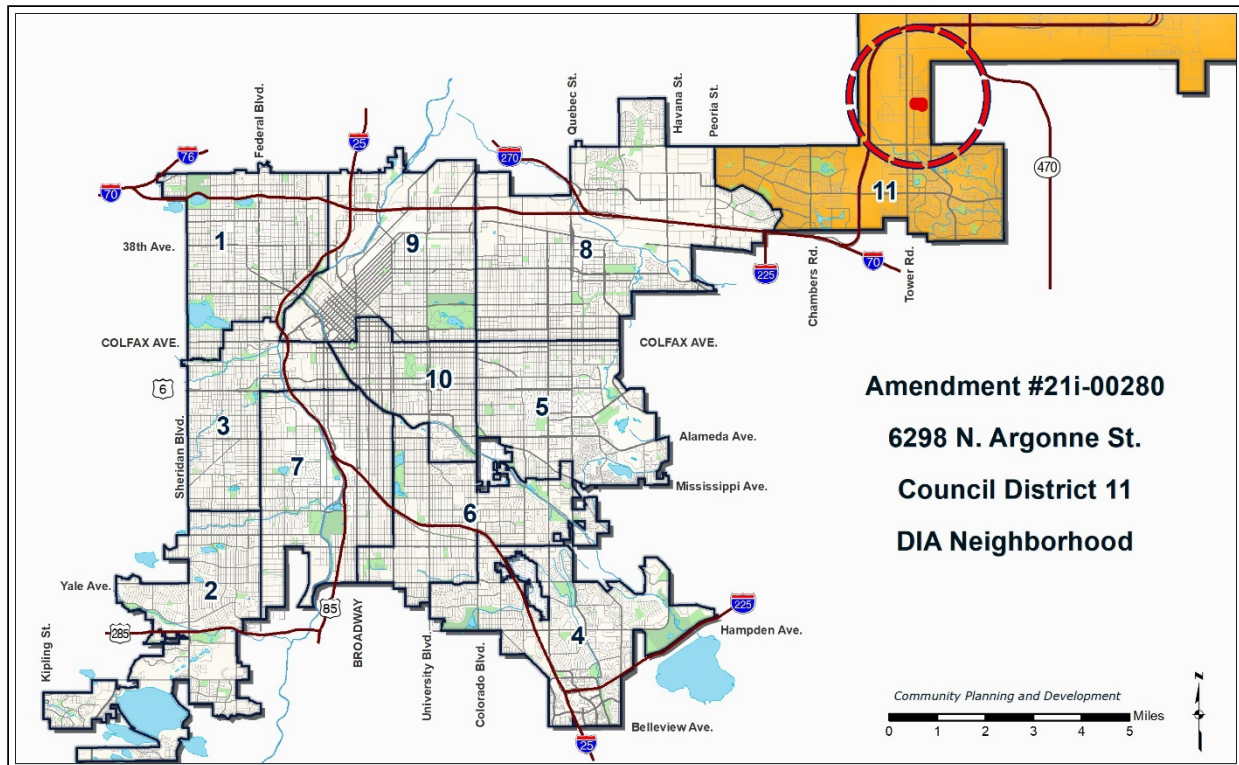 Federal Blvd.
Quebec St.
Havana St.
Peoria St.
76
25
270
70
470
11
38th Ave.
1
9
8
225
70
Chambers Rd.
Tower Rd.
COLFAX AVE.
COLFAX AVE.
6
10
Sheridan Blvd.
3
5
7
Alameda Ave.
Mississippi Ave.
6
Amendment #21i-00280
6298 N. Argonne St.
Council District 11
DIA Neighborhood
Yale Ave.
2
85
BROADWAY
285
225
Hampden Ave.
4
Kipling St.
University Blvd.
Colorado Blvd.
Belleview Ave.
25
Community Planning and Development
Miles
0 1 2 3 4 5
N